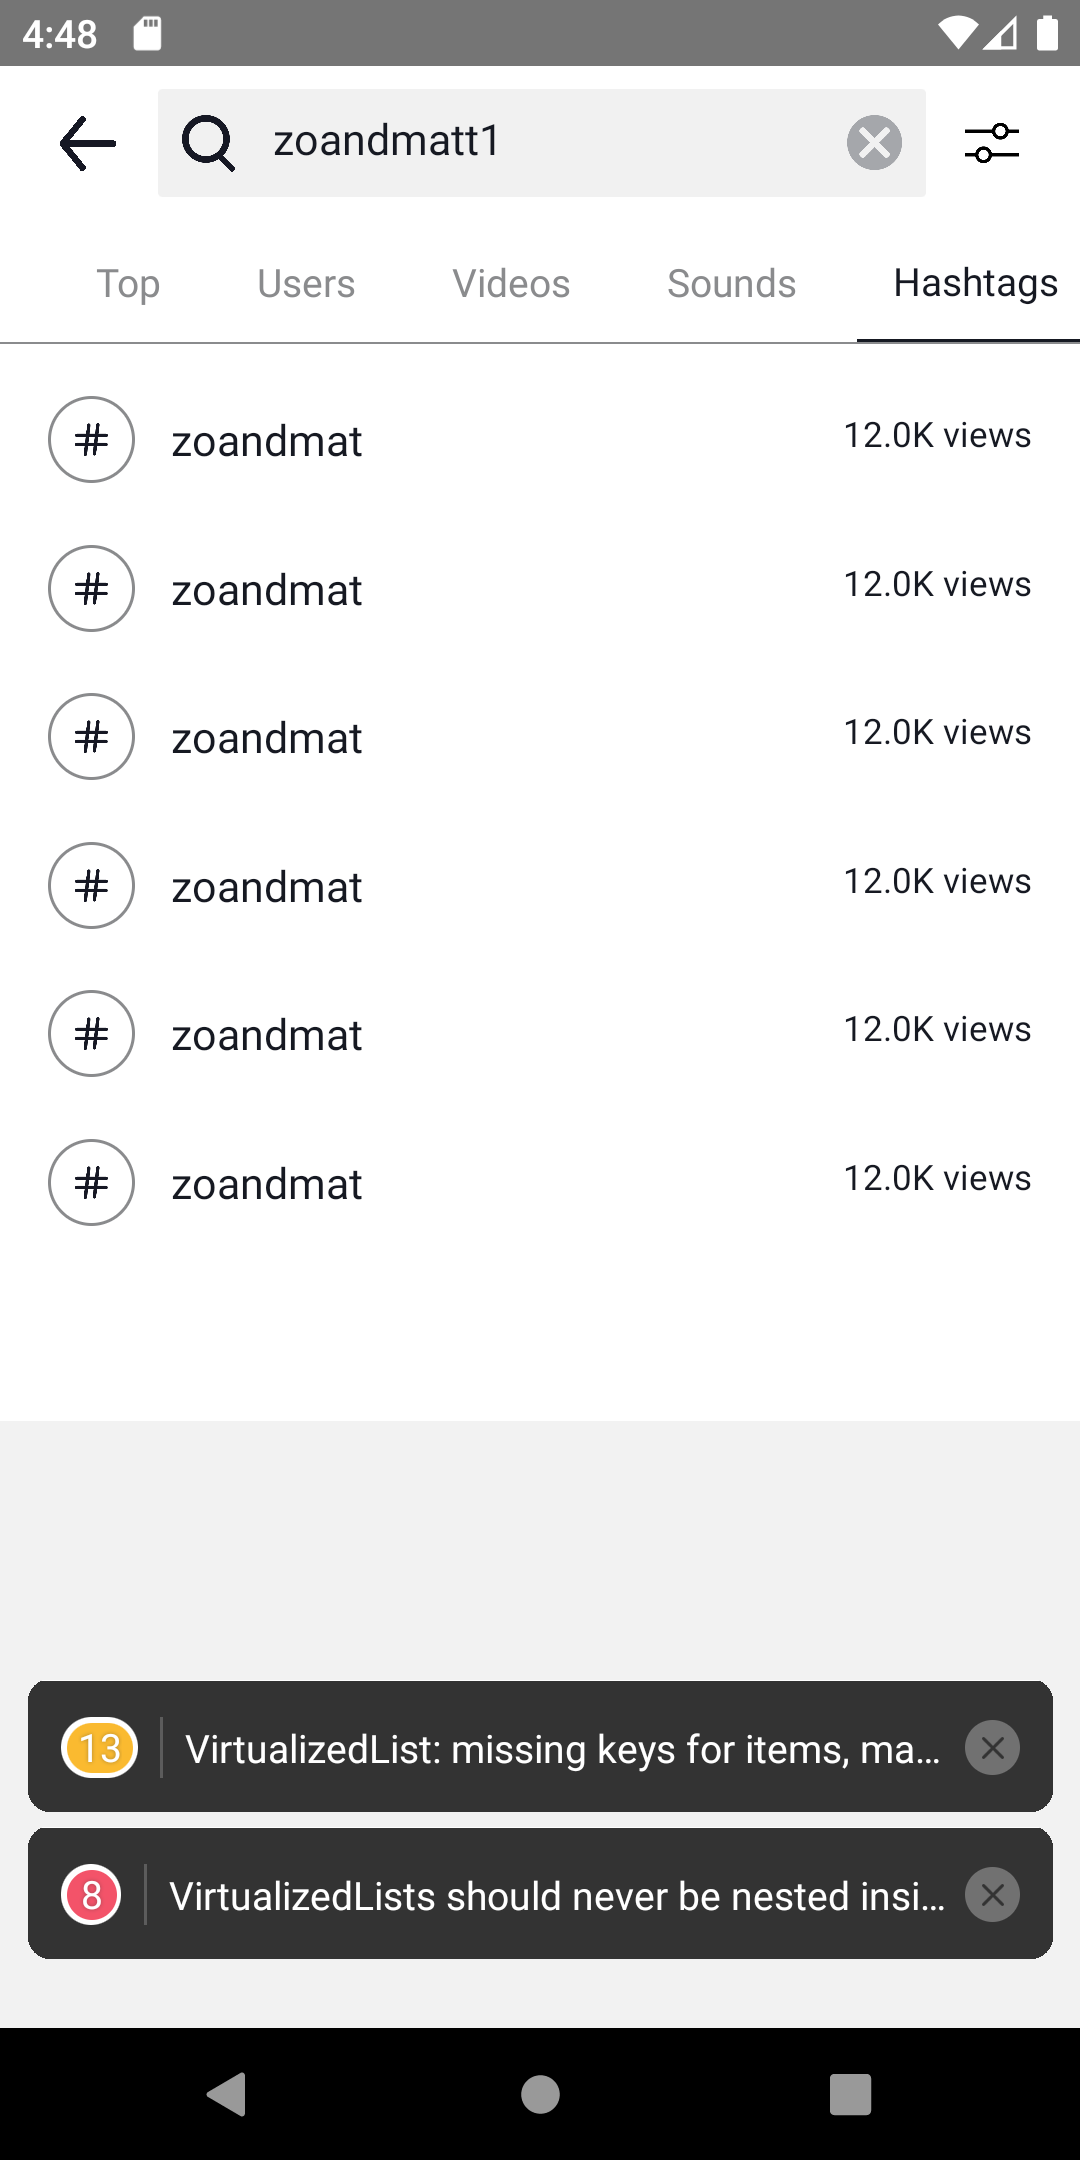 4:48
zoandmatt1
Top Users Videos Sounds Hashtags
# zoandmat 12.0K views
# zoandmat 12.0K views
# zoandmat 12.0K views
# zoandmat 12.0K views
# zoandmat 12.0K views
# zoandmat 12.0K views
13 VirtualizedList: missing keys for items, ma...
8 VirtualizedLists should never be nested insi...